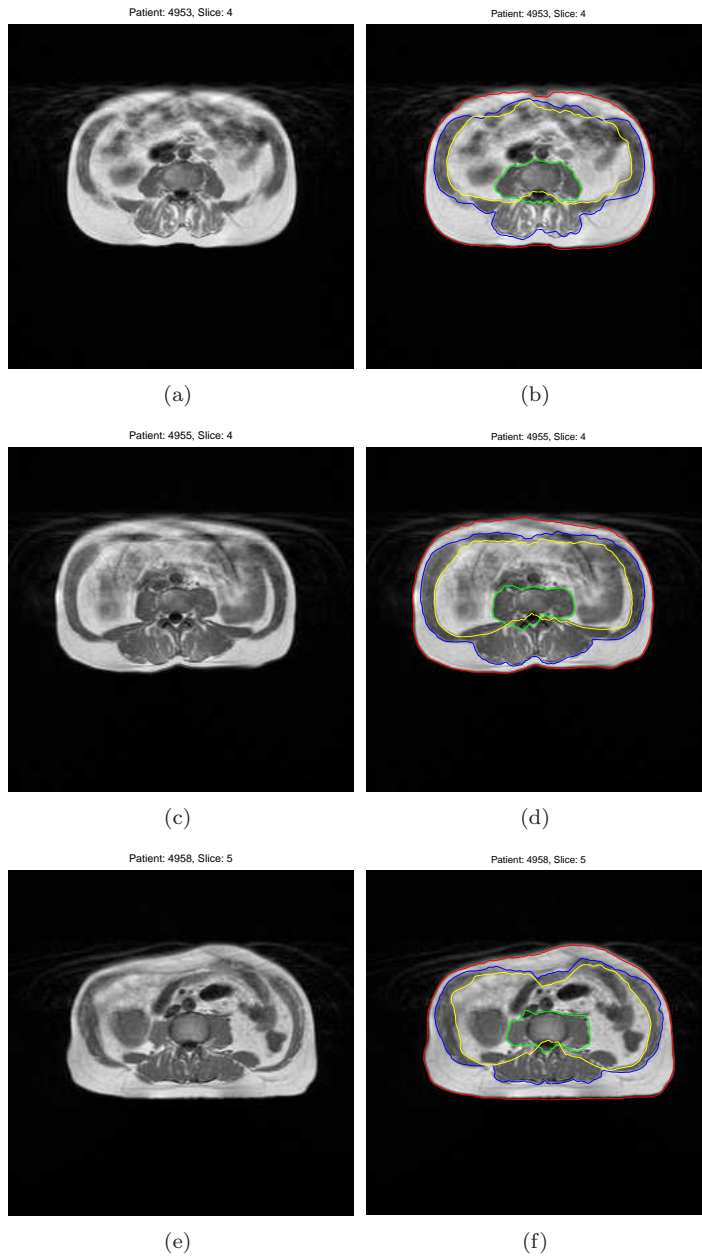 Patient: 4953, Slice: 4
Patient: 4953, Slice: 4
(a)
(b)
Patient: 4955, Slice: 4
Patient: 4955, Slice: 4
(c)
(d)
Patient: 4958, Slice: 5
Patient: 4958, Slice: 5
(e)
(f)